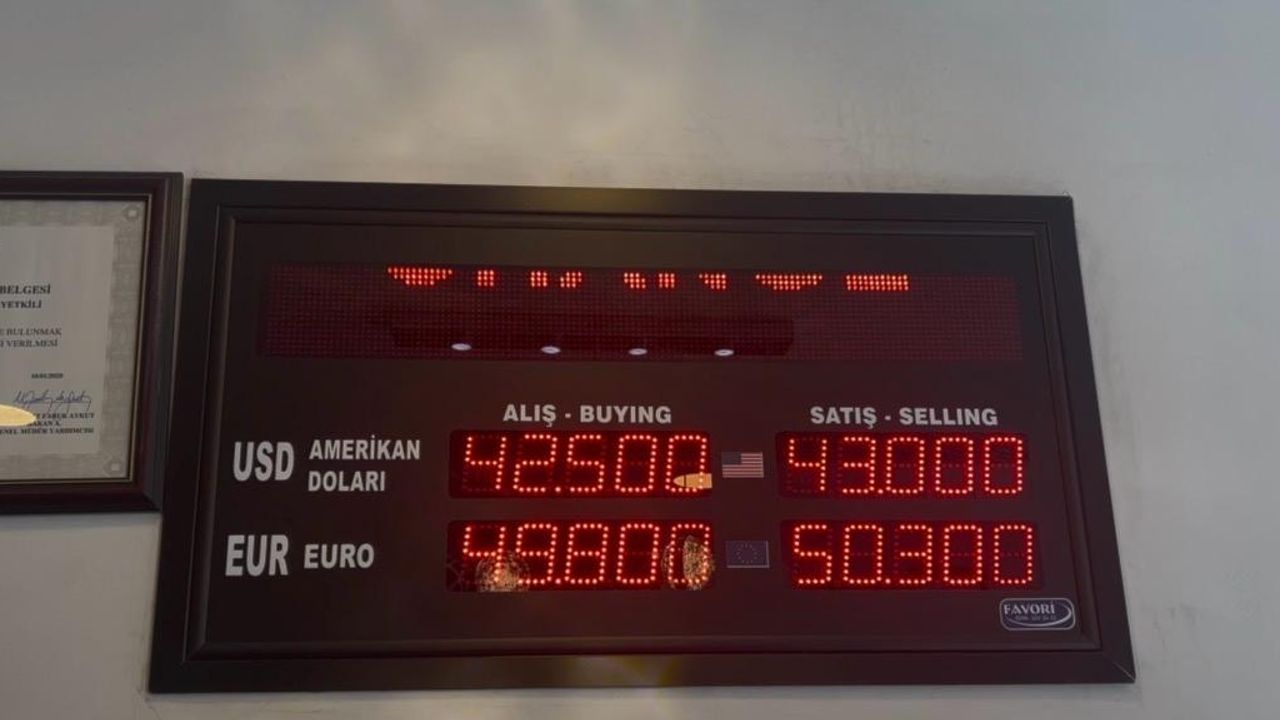 BELGESİ
YETKİLİ
E BULUNMAK
VERİLMESİ
ALIŞ - BUYING
SATIŞ - SELLING
USD AMERİKAN DOLARI 42.500 43.000
EUR EURO 49.800 50.300
FAVORİ